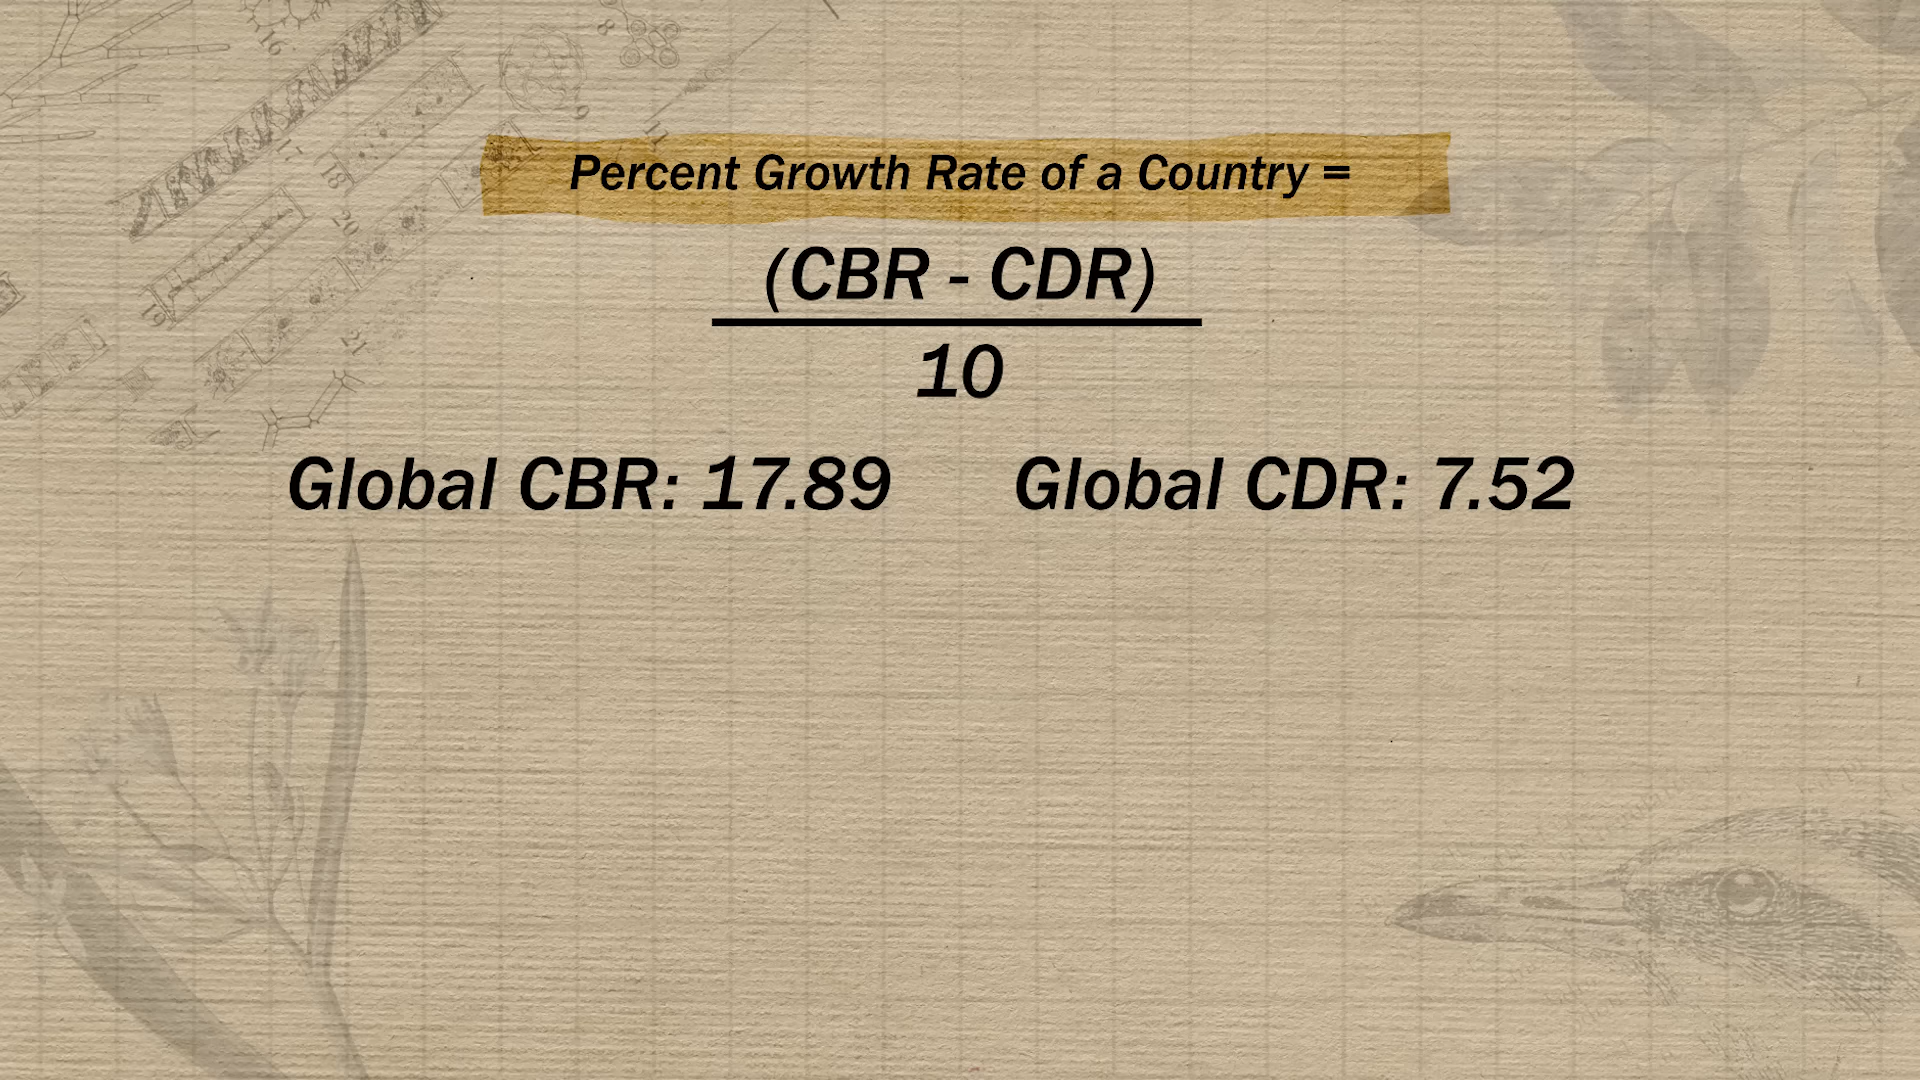 Percent Growth Rate of a Country =
(CBR - CDR)
10
Global CBR: 17.89 Global CDR: 7.52